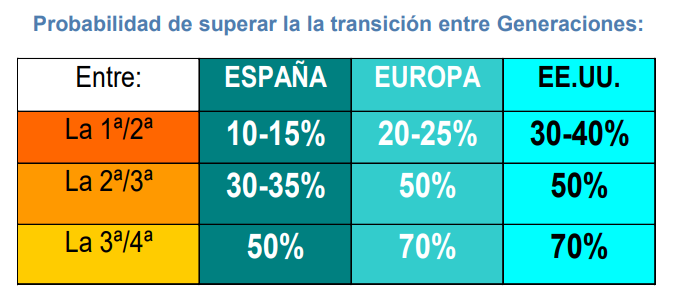 Probabilidad de superar la la transición entre Generaciones:
Entre: ESPAÑA EUROPA EE.UU.
La 1ª/2ª 10-15% 20-25% 30-40%
La 2ª/3ª 30-35% 50% 50%
La 3ª/4ª 50% 70% 70%